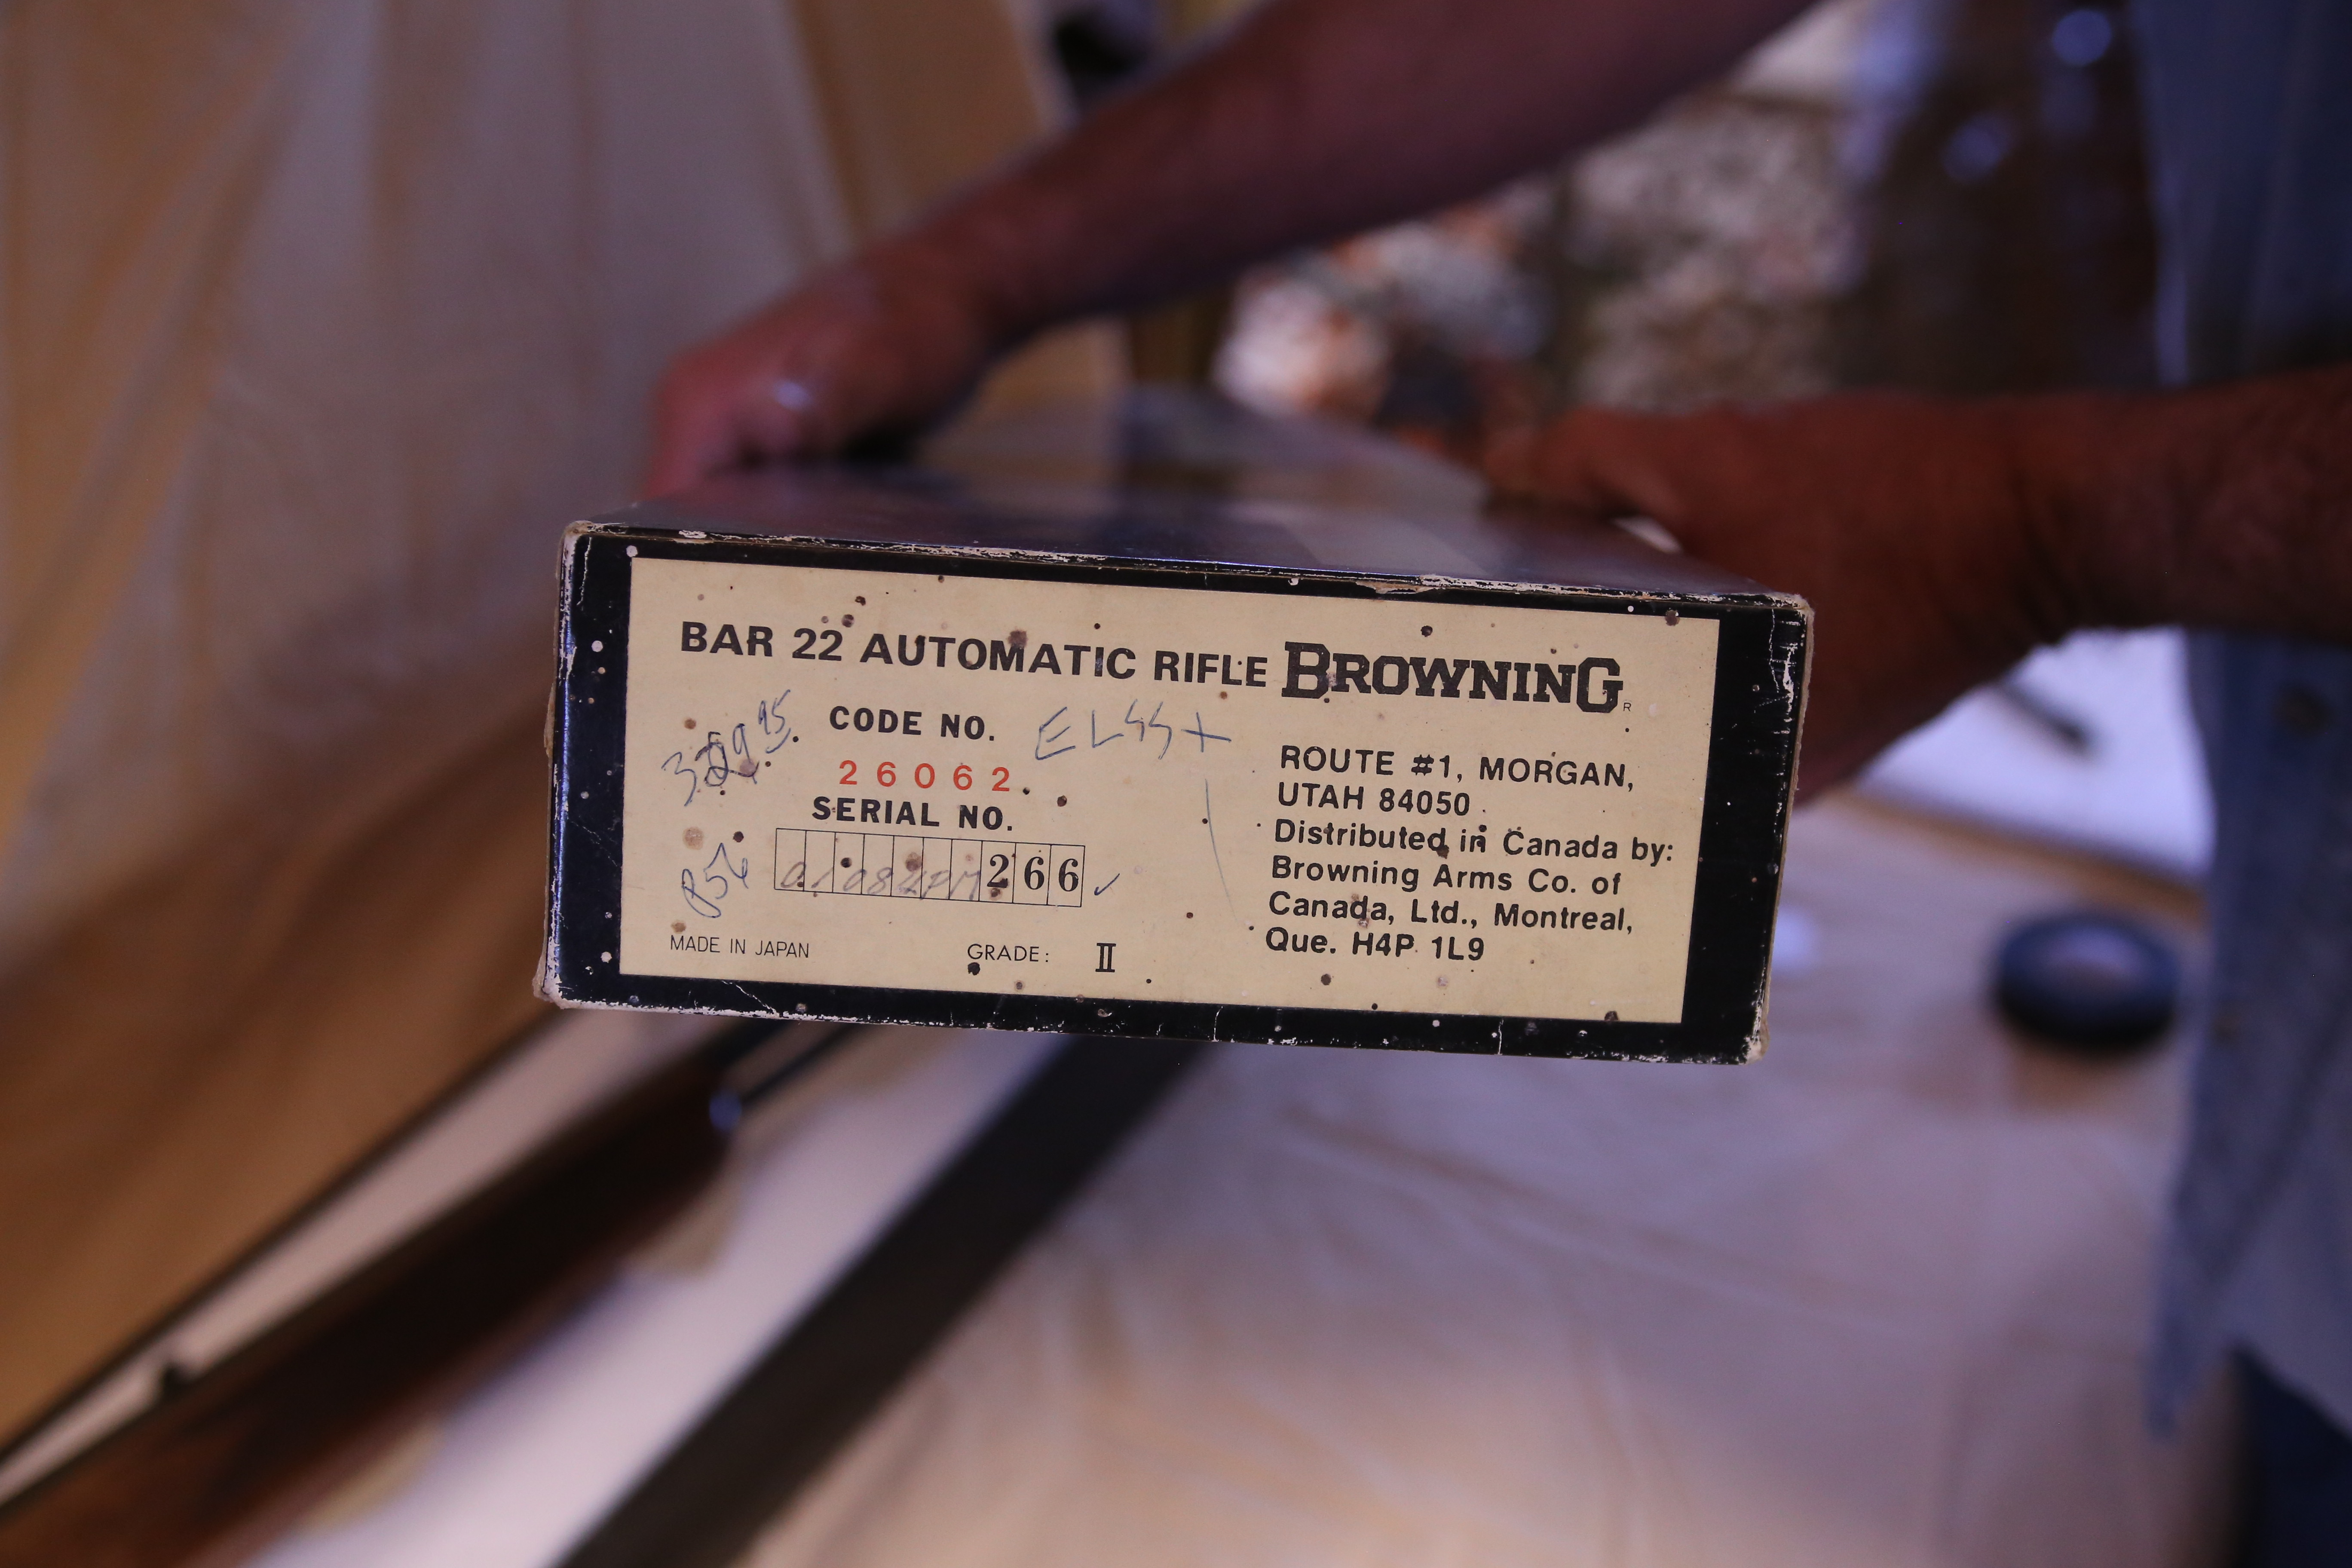 BAR 22 AUTOMATIC RIFLE BROWNING R
CODE NO.
26062
SERIAL NO.
266
MADE IN JAPAN
GRADE: II
ROUTE #1, MORGAN,
UTAH 84050
Distributed in Canada by:
Browning Arms Co. of
Canada, Ltd., Montreal,
Que. H4P 1L9